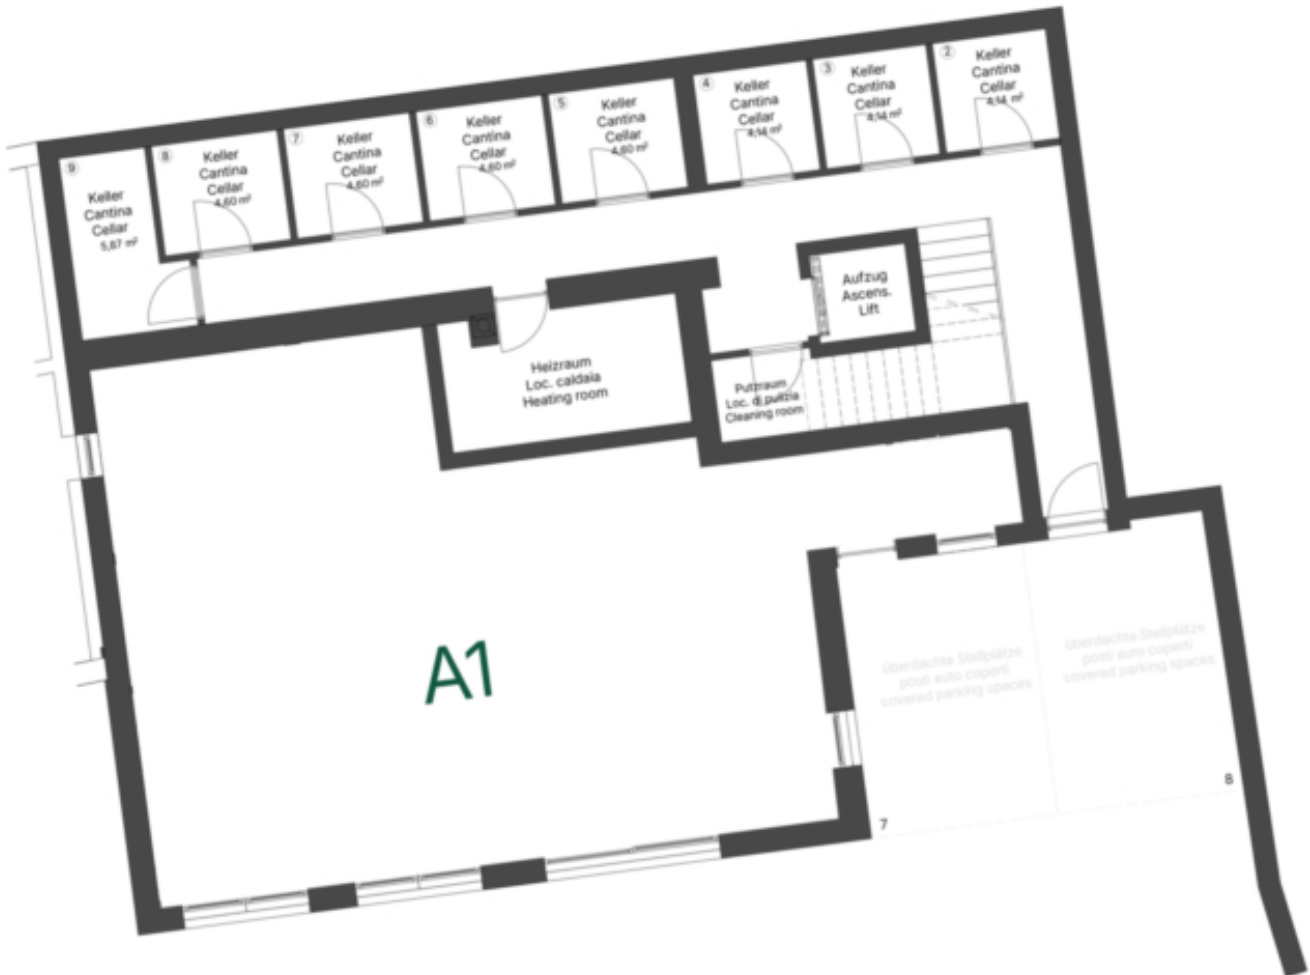 ②
Keller
Cantina
Cellar
4,14 m²
③
Keller
Cantina
Cellar
4,14 m²
④
Keller
Cantina
Cellar
4,14 m²
⑤
Keller
Cantina
Cellar
4,60 m²
⑥
Keller
Cantina
Cellar
4,60 m²
⑦
Keller
Cantina
Cellar
4,60 m²
⑧
Keller
Cantina
Cellar
4,60 m²
⑨
Keller
Cantina
Cellar
5,87 m²
Aufzug
Ascens.
Lift
Heizraum
Loc. caldaia
Heating room
Putzraum
Loc. di pulizia
Cleaning room
A1
überdachte Stellplätze
posti auto coperti
covered parking spaces
7
überdachte Stellplätze
posti auto coperti
covered parking spaces
8